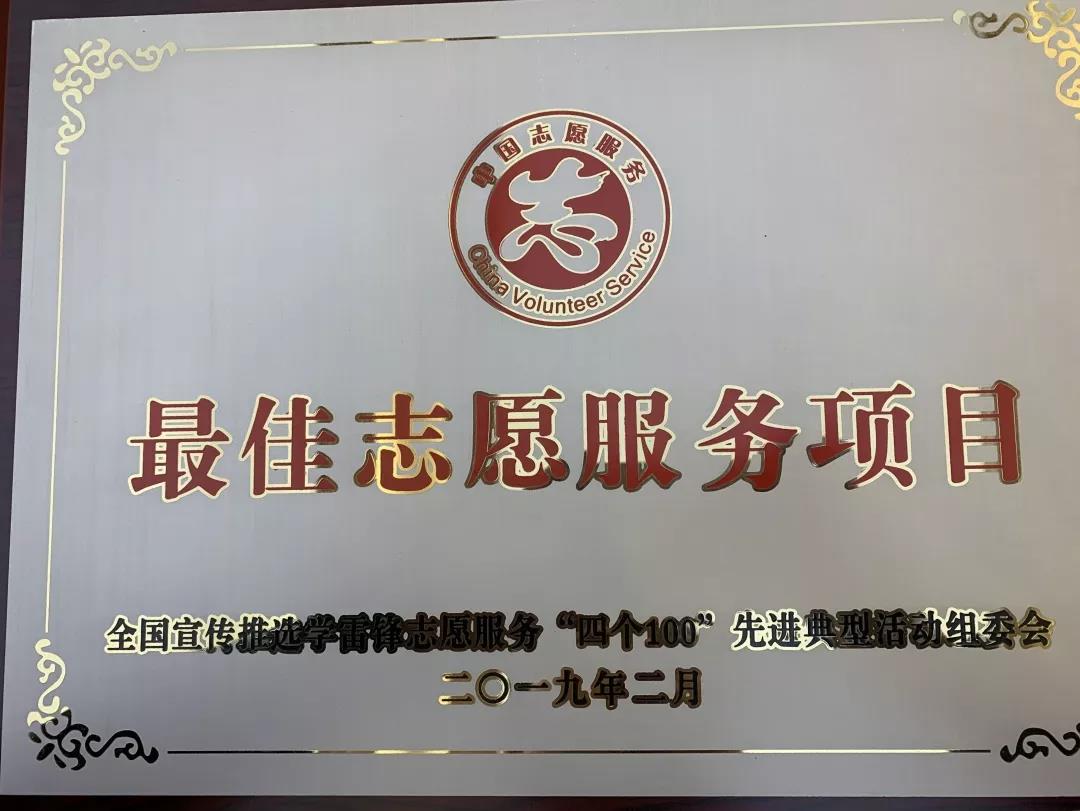 中国志愿服务
志
China Volunteer Service
最佳志愿服务项目
全国宣传推选学雷锋志愿服务“四个100”先进典型活动组委会
二〇一九年二月